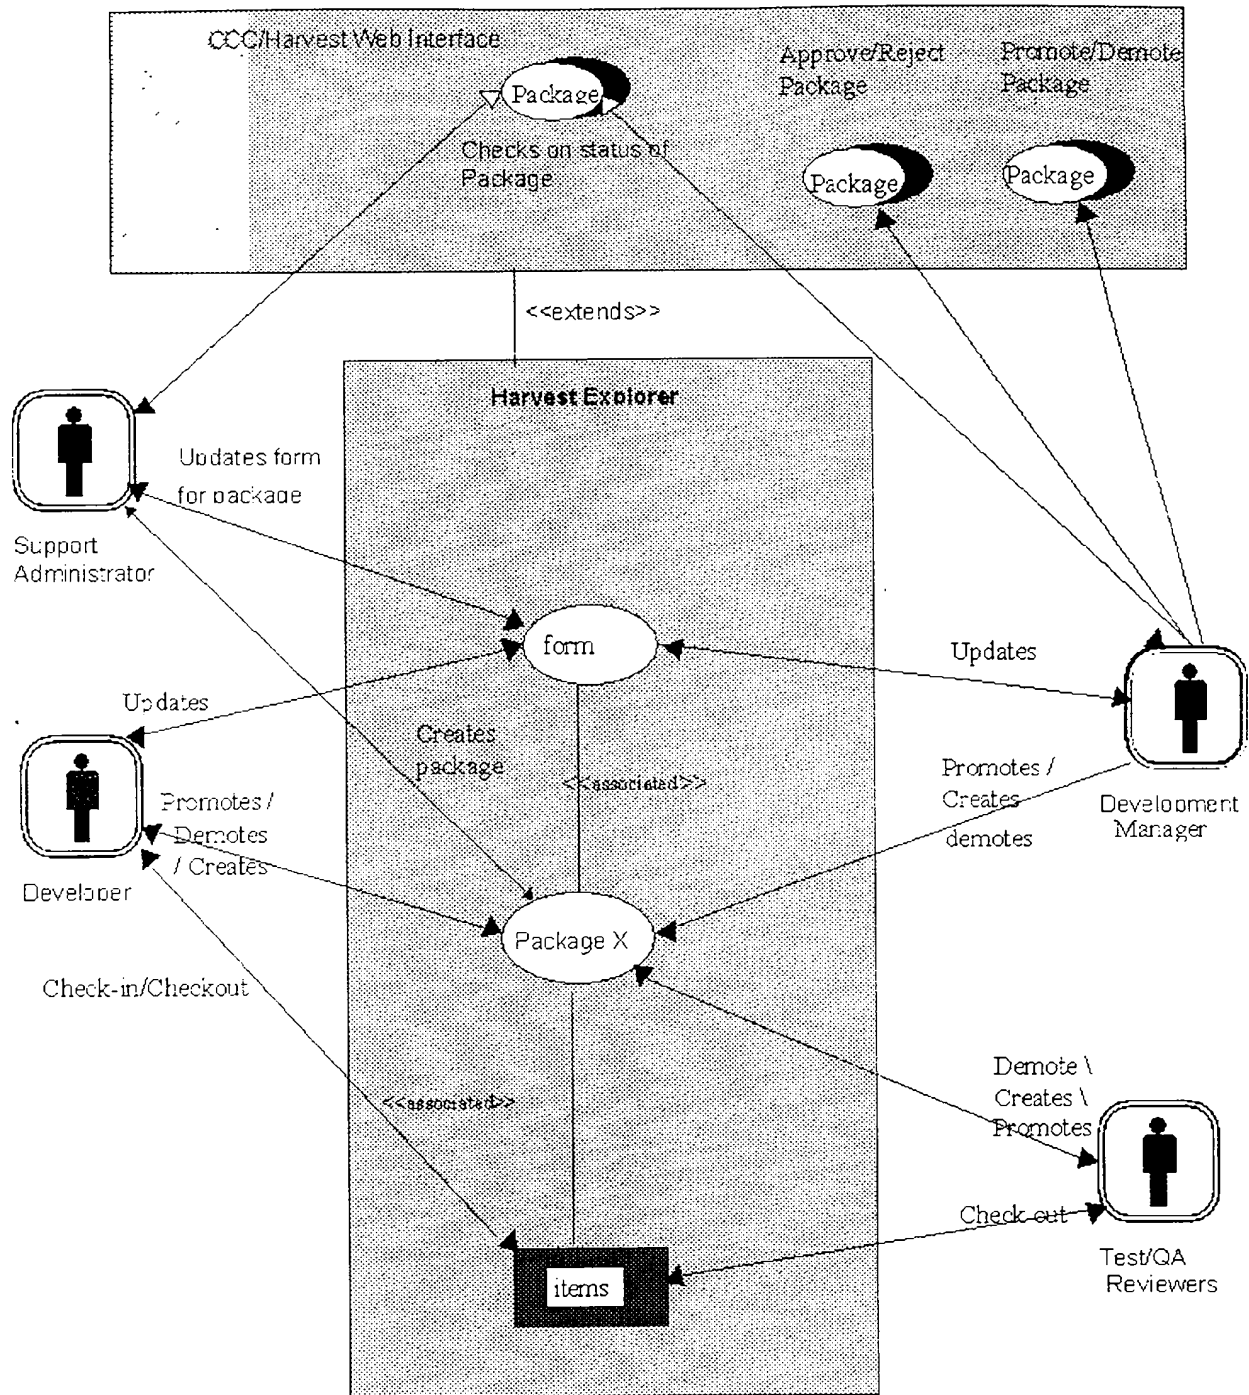 CCC/Harvest Web Interface
Approve/Reject
Package
Promote/Demote
Package
Package
Checks on status of
Package
Package
Package
<<extends>>
Harvest Explorer
Updates form
for package
Support
Administrator
form
Updates
Updates
Creates
package
<<associated>>
Promotes /
Creates
demotes
Development
Manager
Promotes /
Demotes
/ Creates
Developer
Package X
Check-in/Checkout
Demote \
Creates \
Promotes
<<associated>>
Check-out
Test/QA
Reviewers
items